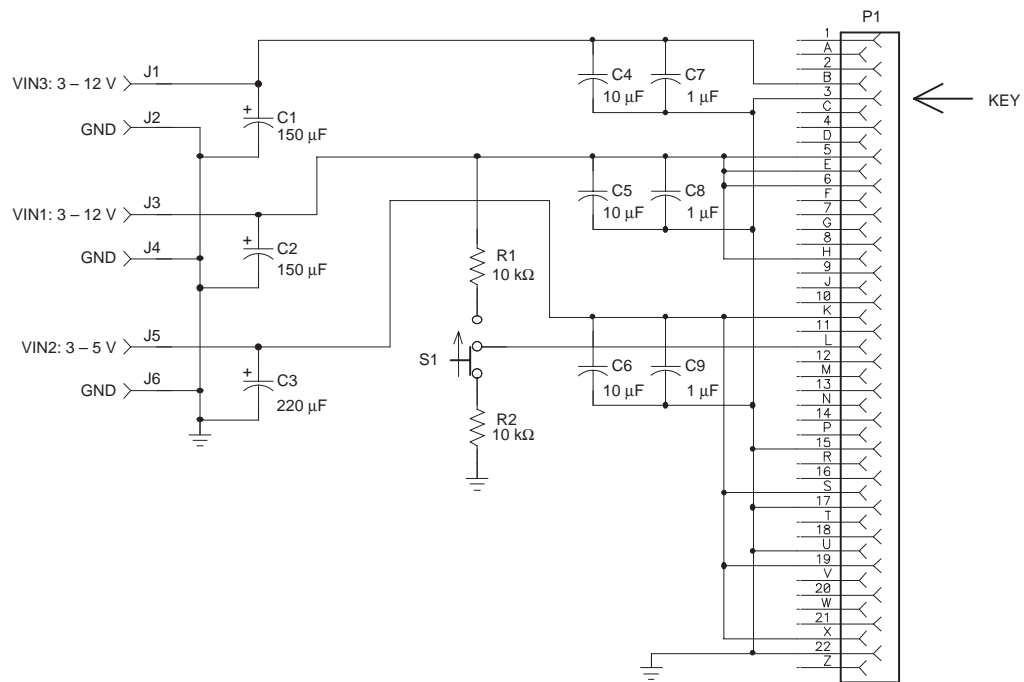 P1
VIN3: 3 – 12 V
J1
GND
J2
+
C1
150 μF
C4
10 μF
C7
1 μF
KEY
VIN1: 3 – 12 V
J3
GND
J4
+
C2
150 μF
C5
10 μF
C8
1 μF
R1
10 kΩ
VIN2: 3 – 5 V
J5
GND
J6
+
C3
220 μF
S1
C6
10 μF
C9
1 μF
R2
10 kΩ
1
A
2
B
3
C
4
D
5
E
6
F
7
G
8
H
9
J
10
K
11
L
12
M
13
N
14
P
15
R
16
S
17
T
18
U
19
V
20
W
21
X
22
Z